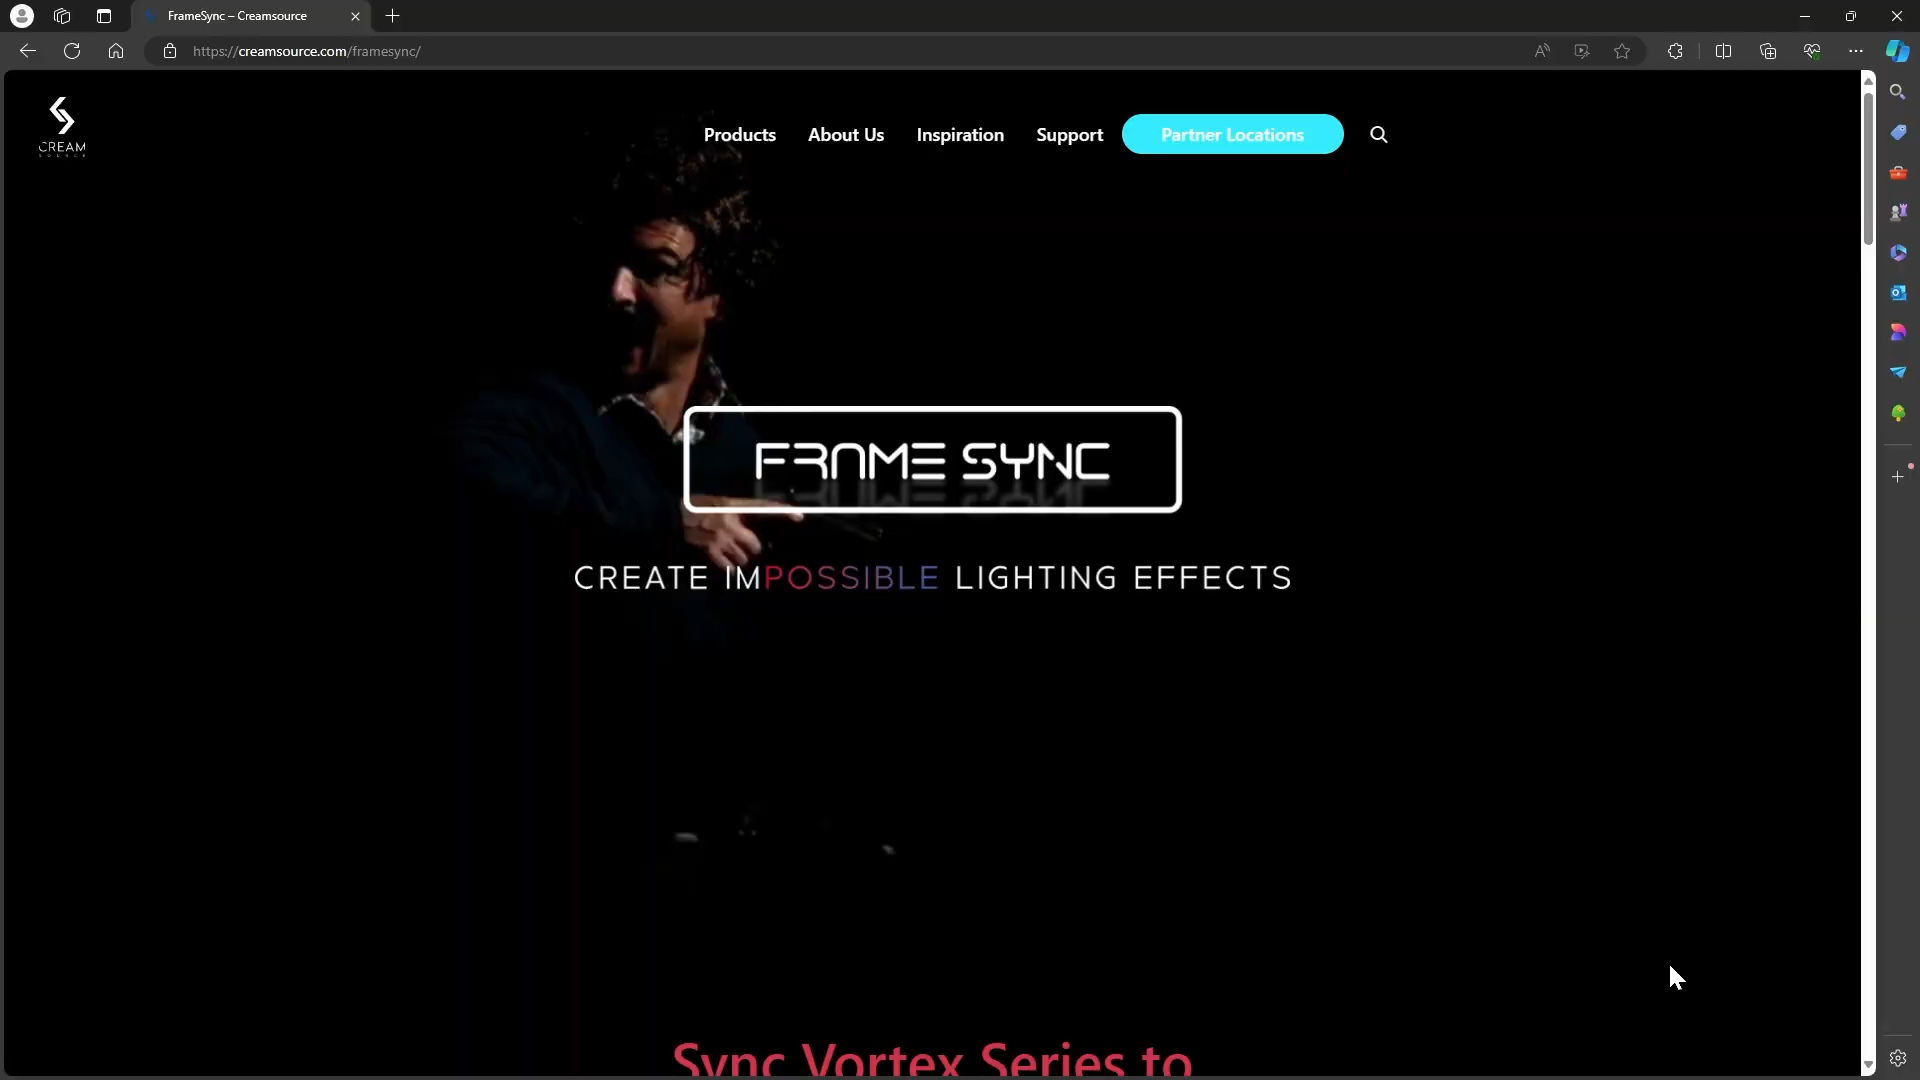 FrameSync – Creamsource
https://creamsource.com/framesync/
CREAM
SOURCE
Products
About Us
Inspiration
Support
Partner Locations
FRAME SYNC
CREATE IMPOSSIBLE LIGHTING EFFECTS
Sync Vortex Series to